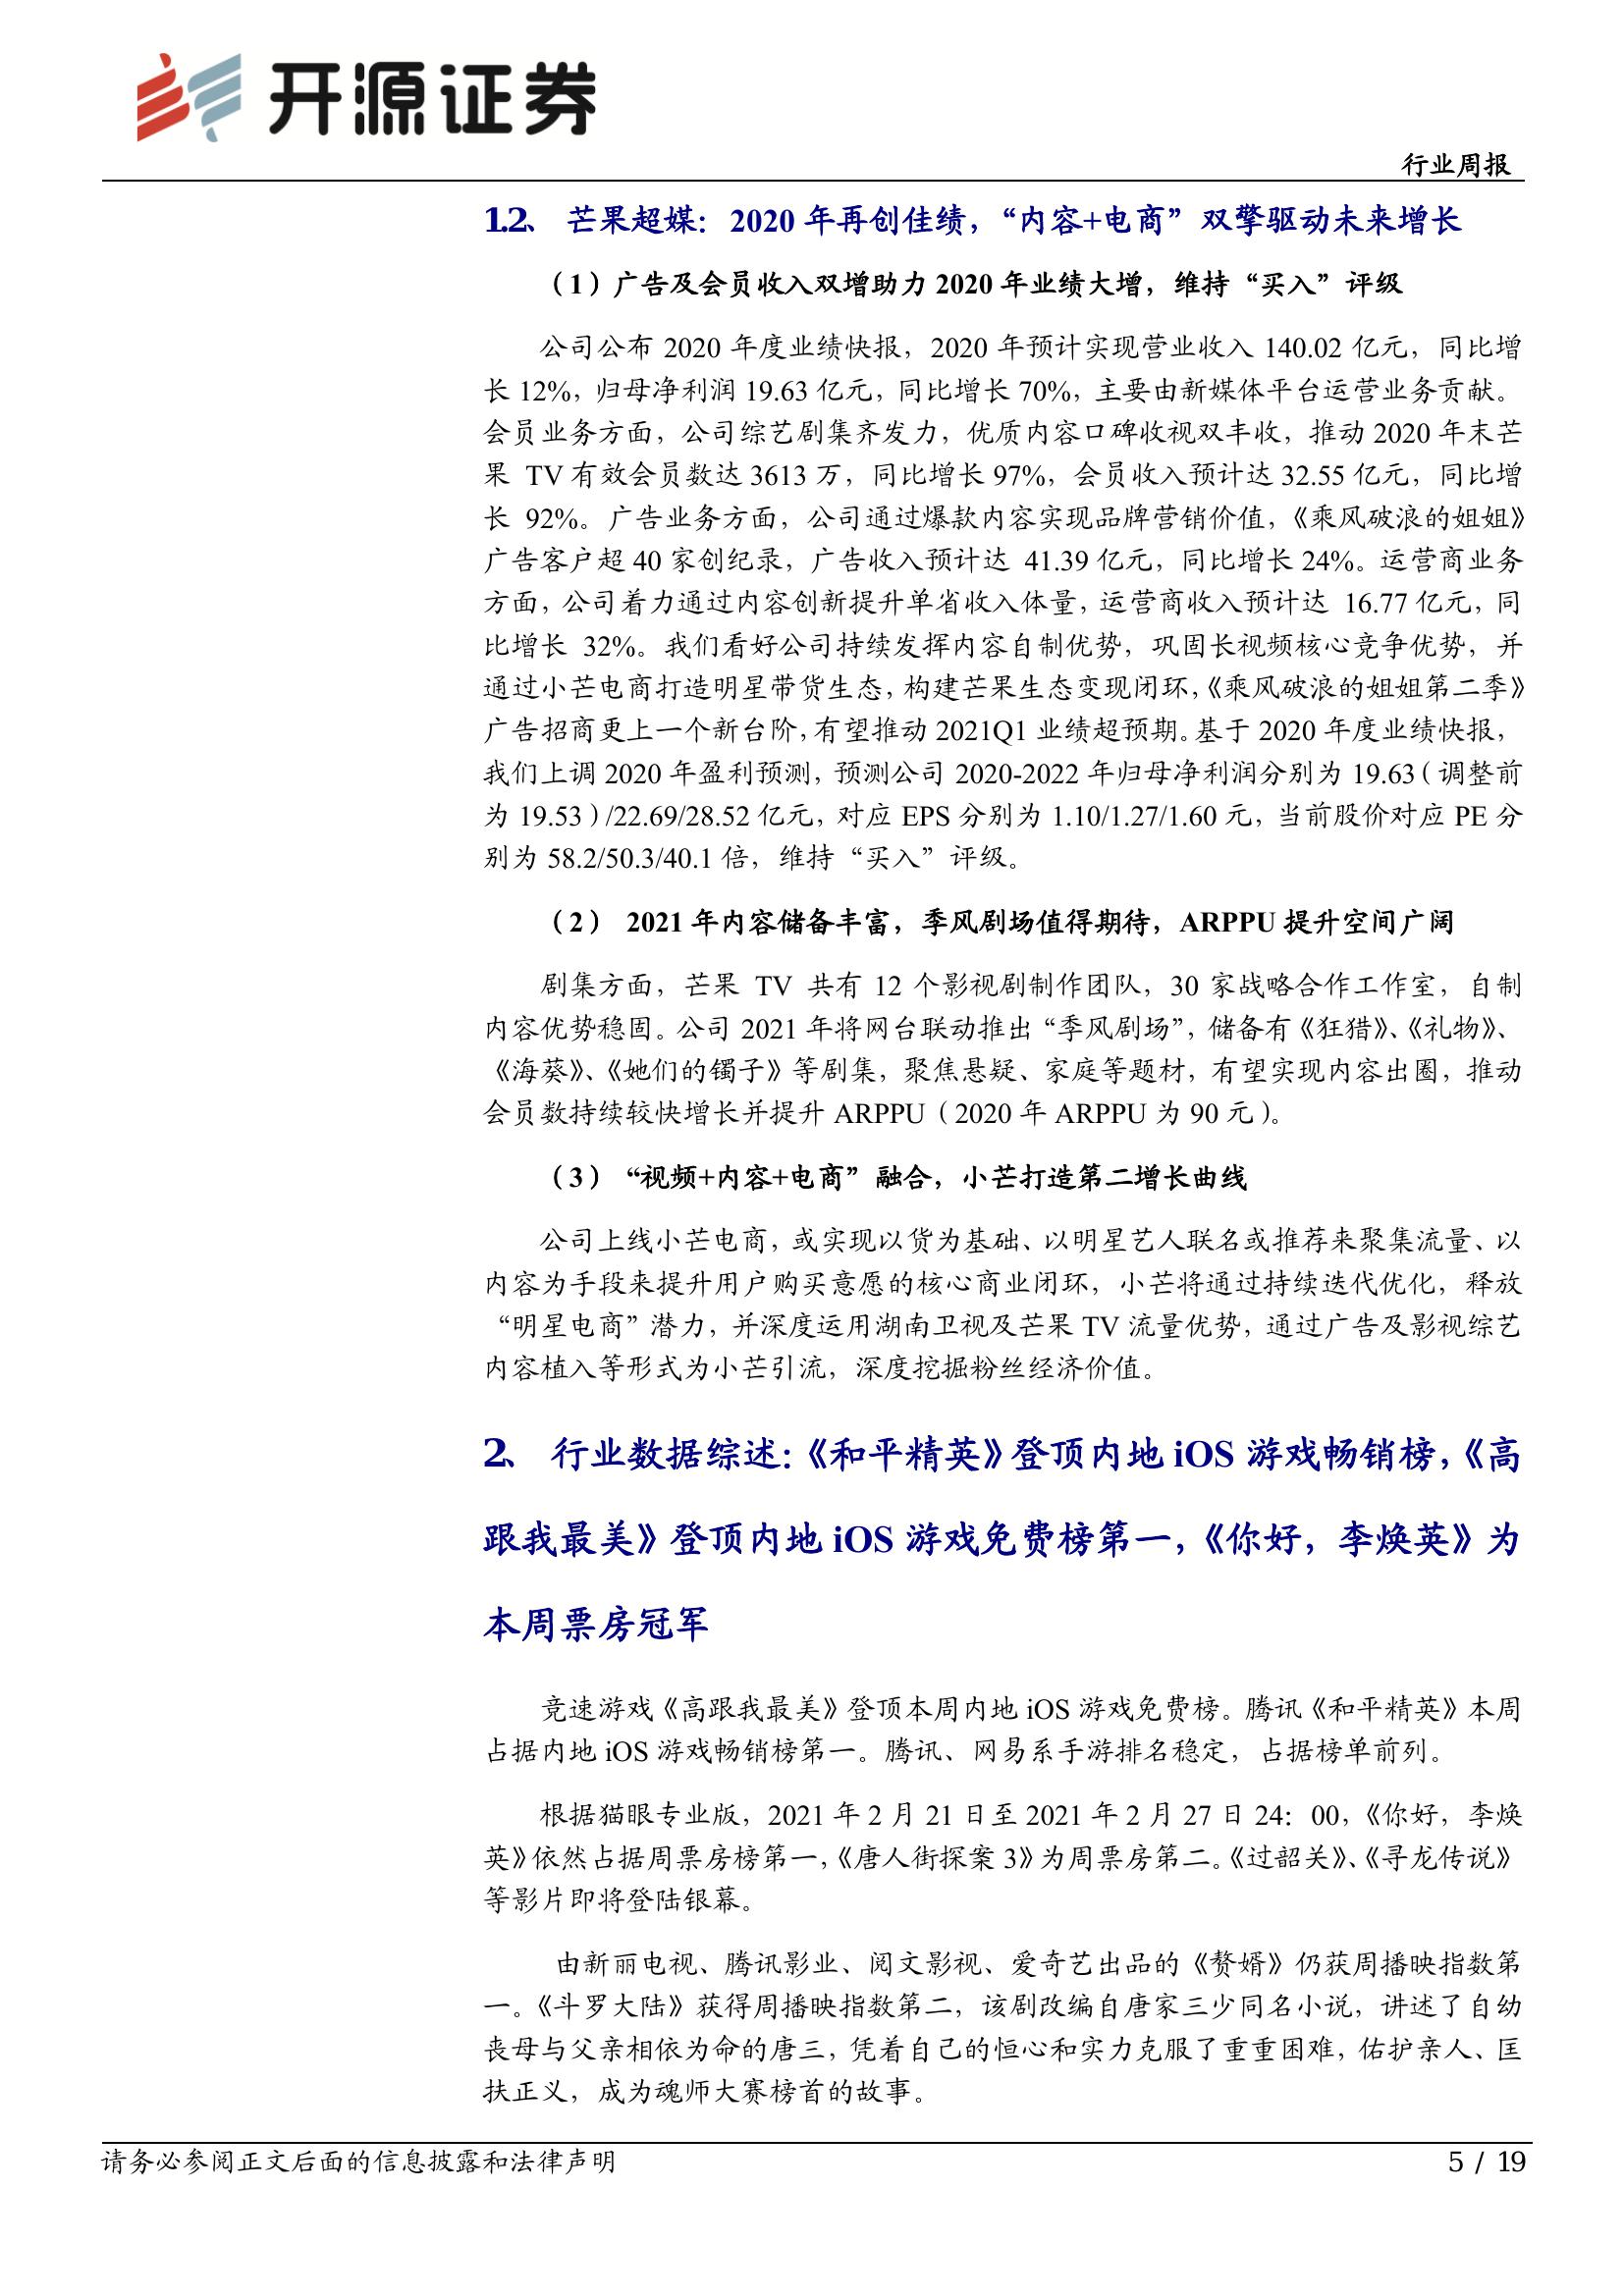 开源证券
行业周报
1.2、 芒果超媒：2020 年再创佳绩，“内容+电商”双擎驱动未来增长
（1）广告及会员收入双增助力 2020 年业绩大增，维持“买入”评级
公司公布 2020 年度业绩快报，2020 年预计实现营业收入 140.02 亿元，同比增
长 12%，归母净利润 19.63 亿元，同比增长 70%，主要由新媒体平台运营业务贡献。
会员业务方面，公司综艺剧集齐发力，优质内容口碑收视双丰收，推动 2020 年末芒
果 TV 有效会员数达 3613 万，同比增长 97%，会员收入预计达 32.55 亿元，同比增
长 92%。广告业务方面，公司通过爆款内容实现品牌营销价值，《乘风破浪的姐姐》
广告客户超 40 家创纪录，广告收入预计达 41.39 亿元，同比增长 24%。运营商业务
方面，公司着力通过内容创新提升单省收入体量，运营商收入预计达 16.77 亿元，同
比增长 32%。我们看好公司持续发挥内容自制优势，巩固长视频核心竞争优势，并
通过小芒电商打造明星带货生态，构建芒果生态变现闭环，《乘风破浪的姐姐第二季》
广告招商更上一个新台阶，有望推动 2021Q1 业绩超预期。基于 2020 年度业绩快报，
我们上调 2020 年盈利预测，预测公司 2020-2022 年归母净利润分别为 19.63（调整前
为 19.53）/22.69/28.52 亿元，对应 EPS 分别为 1.10/1.27/1.60 元，当前股价对应 PE 分
别为 58.2/50.3/40.1 倍，维持“买入”评级。
（2） 2021 年内容储备丰富，季风剧场值得期待，ARPPU 提升空间广阔
剧集方面，芒果 TV 共有 12 个影视剧制作团队，30 家战略合作工作室，自制
内容优势稳固。公司 2021 年将网台联动推出“季风剧场”，储备有《狂猎》、《礼物》、
《海葵》、《她们的镯子》等剧集，聚焦悬疑、家庭等题材，有望实现内容出圈，推动
会员数持续较快增长并提升 ARPPU（2020 年 ARPPU 为 90 元）。
（3） “视频+内容+电商”融合，小芒打造第二增长曲线
公司上线小芒电商，或实现以货为基础、以明星艺人联名或推荐来聚集流量、以
内容为手段来提升用户购买意愿的核心商业闭环，小芒将通过持续迭代优化，释放
“明星电商”潜力，并深度运用湖南卫视及芒果 TV 流量优势，通过广告及影视综艺
内容植入等形式为小芒引流，深度挖掘粉丝经济价值。
2、 行业数据综述：《和平精英》登顶内地 iOS 游戏畅销榜，《高
跟我最美》登顶内地 iOS 游戏免费榜第一，《你好，李焕英》为
本周票房冠军
竞速游戏《高跟我最美》登顶本周内地 iOS 游戏免费榜。腾讯《和平精英》本周
占据内地 iOS 游戏畅销榜第一。腾讯、网易系手游排名稳定，占据榜单前列。
根据猫眼专业版，2021 年 2 月 21 日至 2021 年 2 月 27 日 24：00，《你好，李焕
英》依然占据周票房榜第一，《唐人街探案 3》为周票房第二。《过韶关》、《寻龙传说》
等影片即将登陆银幕。
由新丽电视、腾讯影业、阅文影视、爱奇艺出品的《赘婿》仍获周播映指数第
一。《斗罗大陆》获得周播映指数第二，该剧改编自唐家三少同名小说，讲述了自幼
丧母与父亲相依为命的唐三，凭着自己的恒心和实力克服了重重困难，佑护亲人、匡
扶正义，成为魂师大赛榜首的故事。
请务必参阅正文后面的信息披露和法律声明
5 / 19